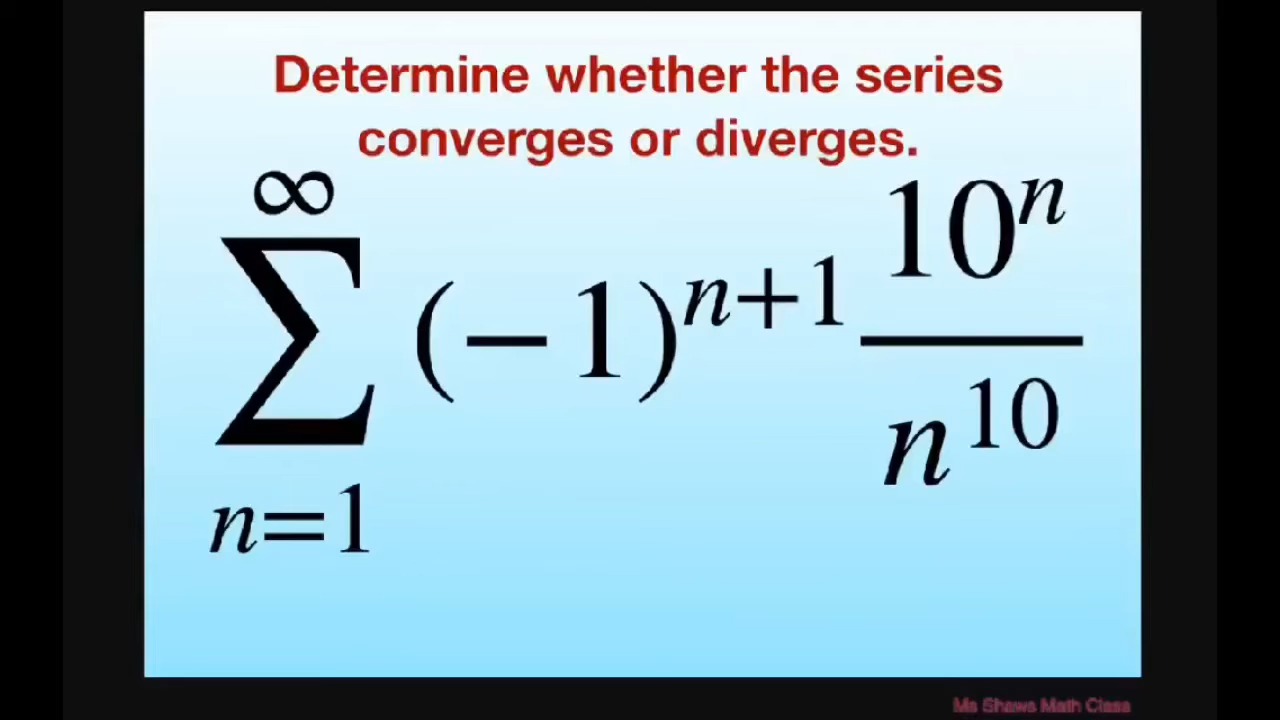 Determine whether the series
converges or diverges.
∑_{n=1}^{∞} (−1)^{n+1} 10^n / n^{10}
Ms Shaws Math Class